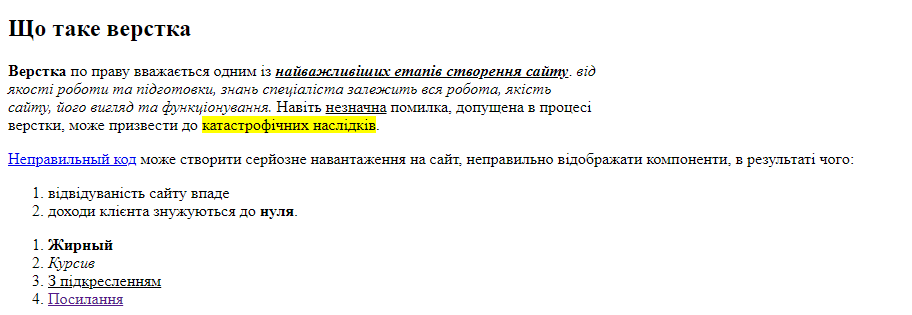 Що таке верстка
Верстка по праву вважається одним із найважливіших етапів створення сайту. від
якості роботи та підготовки, знань спеціаліста залежить вся робота, якість
сайту, його вигляд та функціонування. Навіть незначна помилка, допущена в процесі
верстки, може призвести до катастрофічних наслідків.
Неправильный код може створити серйозне навантаження на сайт, неправильно відображати компоненти, в результаті чого:
1. відвідуваність сайту впаде
2. доходи клієнта знужуються до нуля.
1. Жирный
2. Курсив
3. З підкресленням
4. Посилання